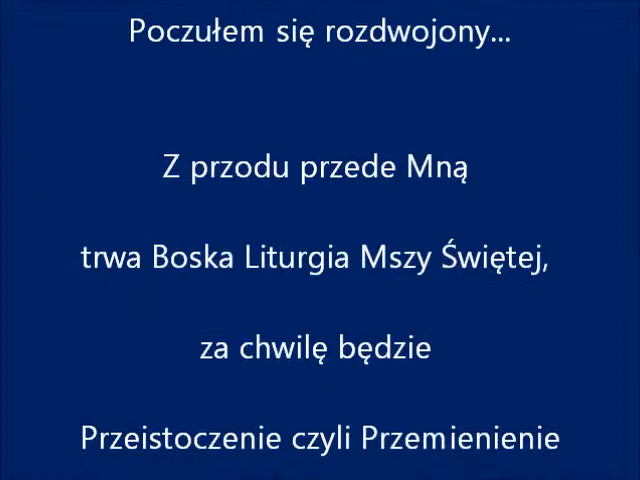 Poczułem się rozdwojony...
Z przodu przede Mną
trwa Boska Liturgia Mszy Świętej,
za chwilę będzie
Przeistoczenie czyli Przemienienie